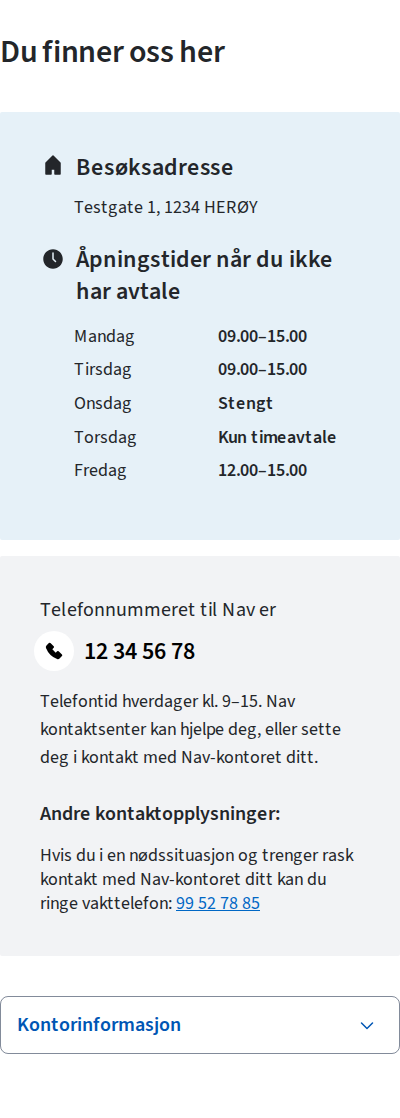 Du finner oss her
Besøksadresse
Testgate 1, 1234 HERØY
Åpningstider når du ikke
har avtale
Mandag 09.00–15.00
Tirsdag 09.00–15.00
Onsdag Stengt
Torsdag Kun timeavtale
Fredag 12.00–15.00
Telefonnummeret til Nav er
12 34 56 78
Telefontid hverdager kl. 9–15. Nav
kontaktsenter kan hjelpe deg, eller sette
deg i kontakt med Nav-kontoret ditt.
Andre kontaktopplysninger:
Hvis du i en nødssituasjon og trenger rask
kontakt med Nav-kontoret ditt kan du
ringe vakttelefon: 99 52 78 85
Kontorinformasjon